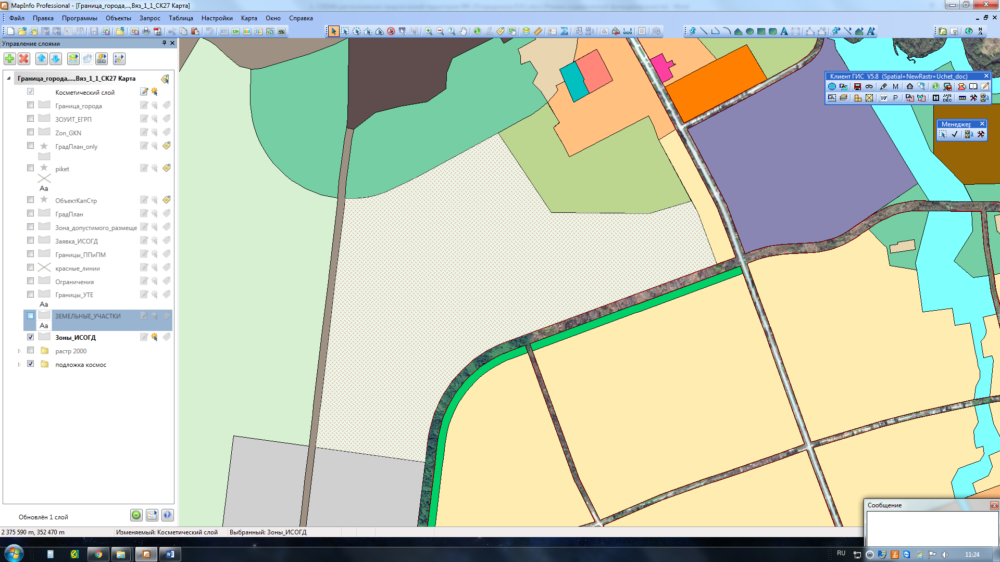 MapInfo Professional - [Граница_города,...,Вяз_1_1_СК27 Карта]
Файл Правка Программы Объекты Запрос Таблица Настройки Карта Окно Справка
Управление слоями
Граница_города,...,Вяз_1_1_СК27 Карта
Косметический слой
Граница_города
ЗОУИТ_ЕГРП
Zon_GKN
ГрадПлан_only
piket
Aa
ОбъектКапСтр
ГрадПлан
Зона_допустимого_размеще
Заявка_ИСОГД
Границы_ППиПМ
красные_линии
Ограничения
Границы_УТЕ
Aa
ЗЕМЕЛЬНЫЕ_УЧАСТКИ
Aa
Зоны_ИСОГД
растр 2000
подложка космос
Обновлён 1 слой
Клиент ГИС V5.8 (Spatial+NewRastr+Uchet_doc)
Менеджер
Сообщение
2 375 590 m, 352 470 m Изменяемый: Косметический слой Выбранный: Зоны_ИСОГД
RU 11:24